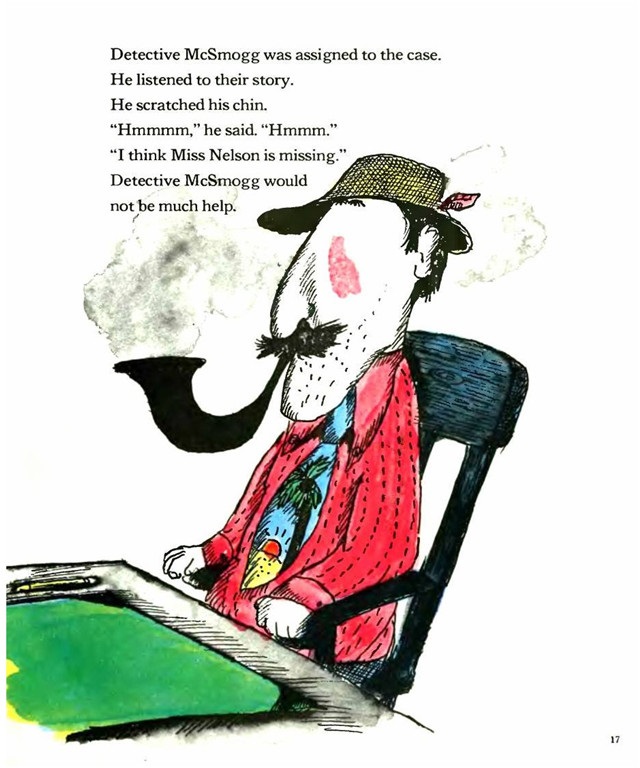 Detective McSmogg was assigned to the case.
He listened to their story.
He scratched his chin.
“Hmmmm,” he said. “Hmmm.”
“I think Miss Nelson is missing.”
Detective McSmogg would
not be much help.
17